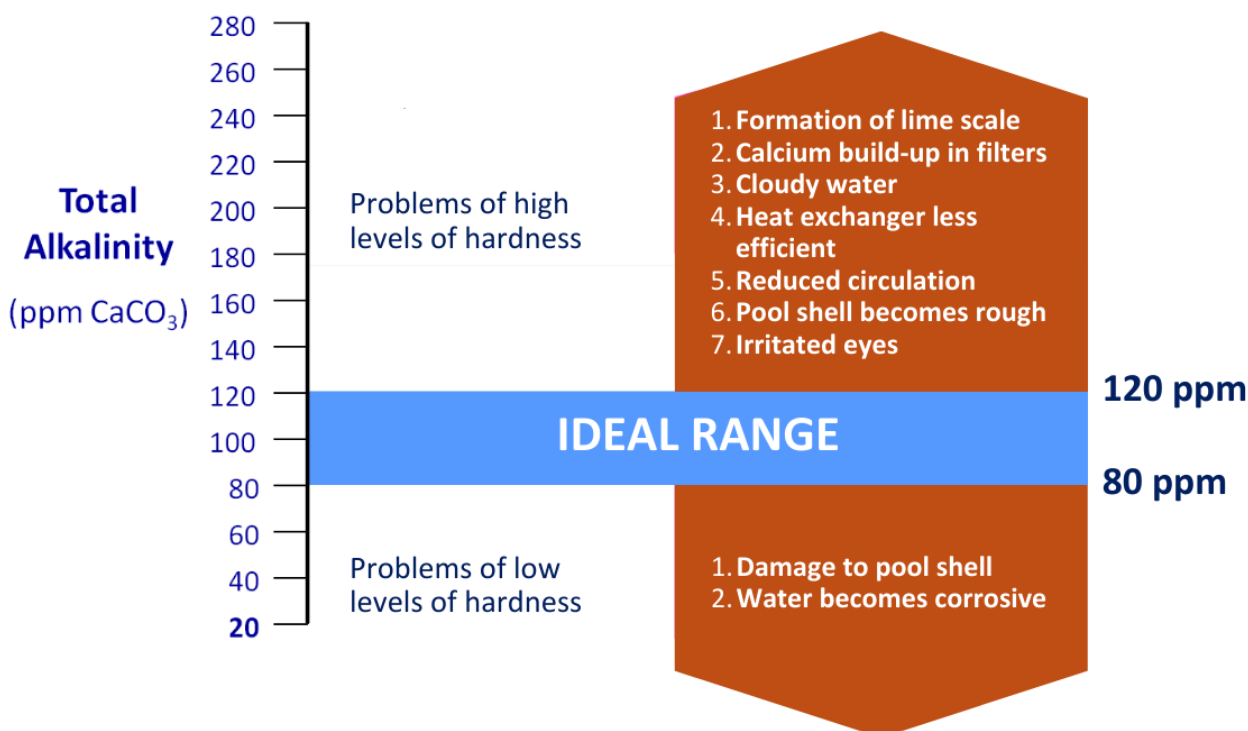 280
260
240
220
200
180
160
140
120
100
80
60
40
20
Total
Alkalinity
(ppm CaCO₃)
Problems of high
levels of hardness
1. Formation of lime scale
2. Calcium build-up in filters
3. Cloudy water
4. Heat exchanger less
efficient
5. Reduced circulation
6. Pool shell becomes rough
7. Irritated eyes
IDEAL RANGE
120 ppm
80 ppm
Problems of low
levels of hardness
1. Damage to pool shell
2. Water becomes corrosive